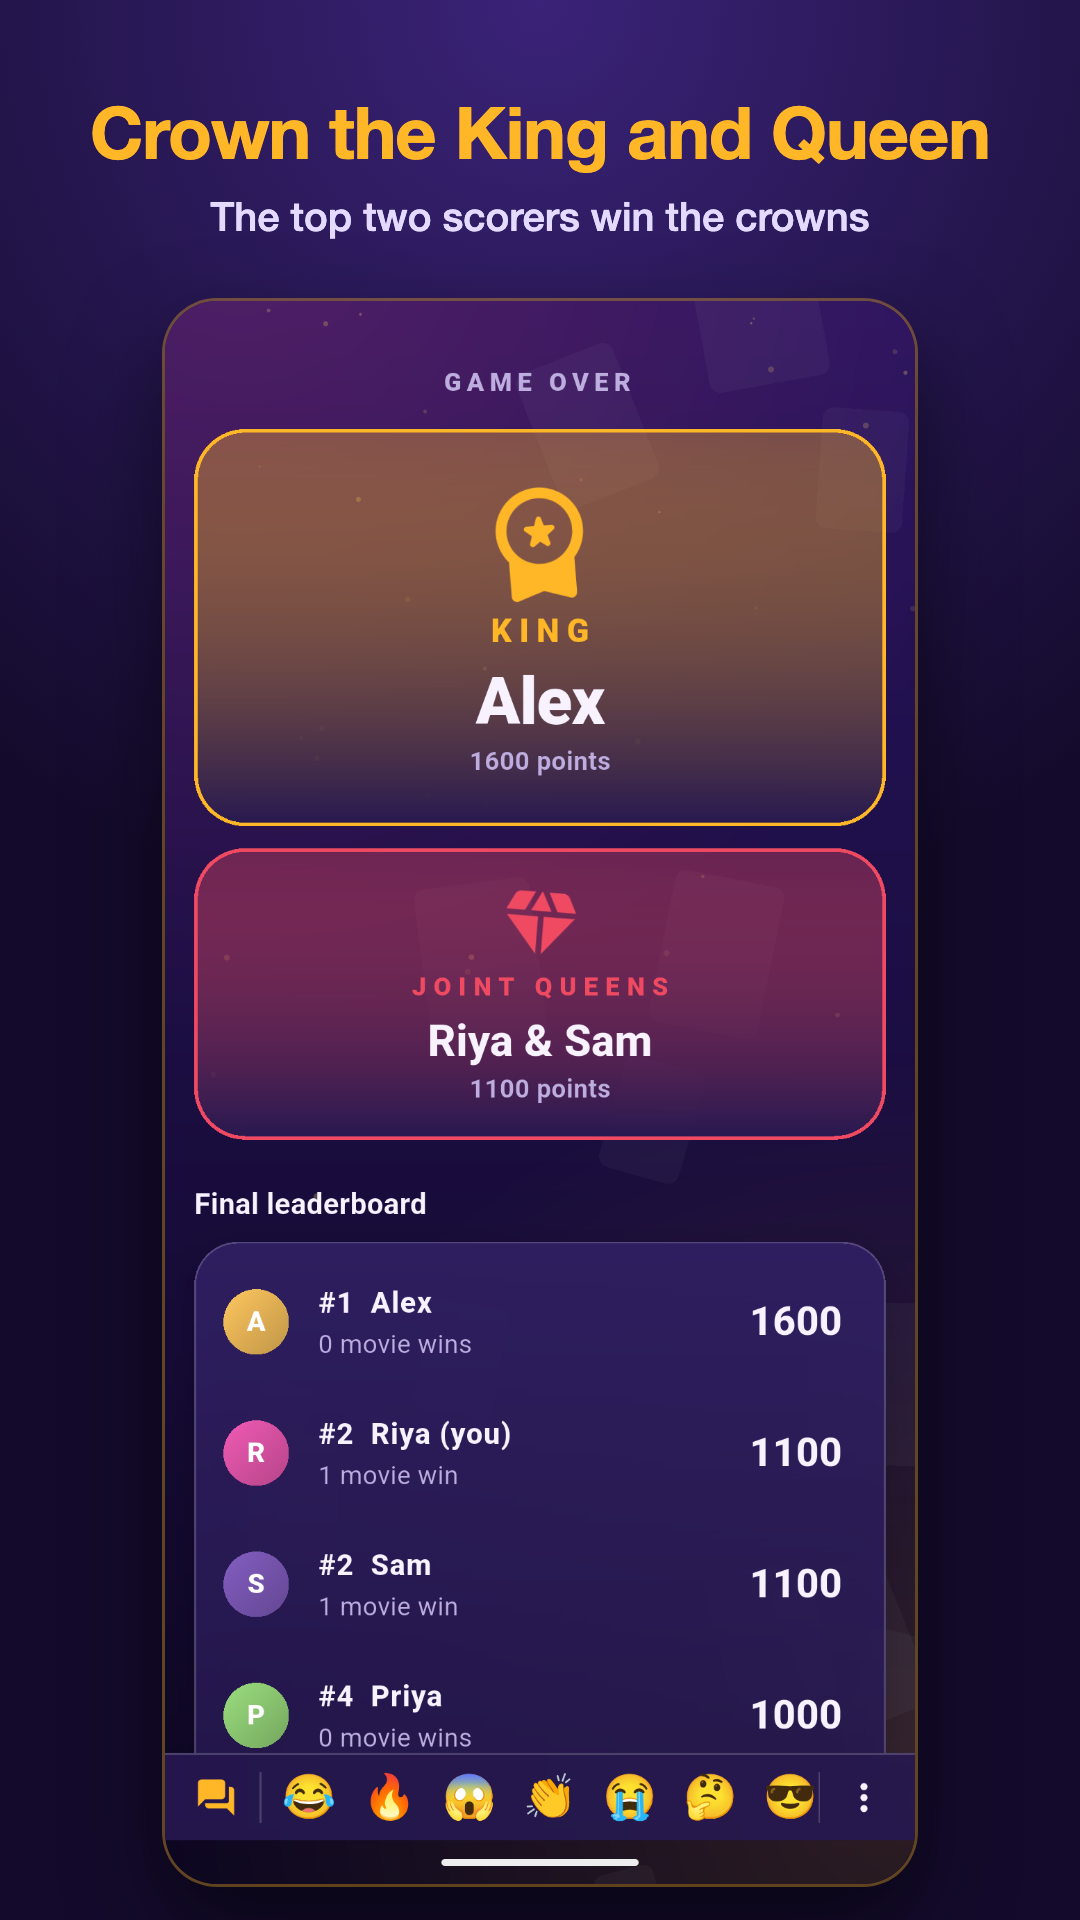 Crown the King and Queen
The top two scorers win the crowns
GAME OVER
KING
Alex
1600 points
JOINT QUEENS
Riya & Sam
1100 points
Final leaderboard
A
#1 Alex
0 movie wins
1600
R
#2 Riya (you)
1 movie win
1100
S
#2 Sam
1 movie win
1100
P
#4 Priya
0 movie wins
1000